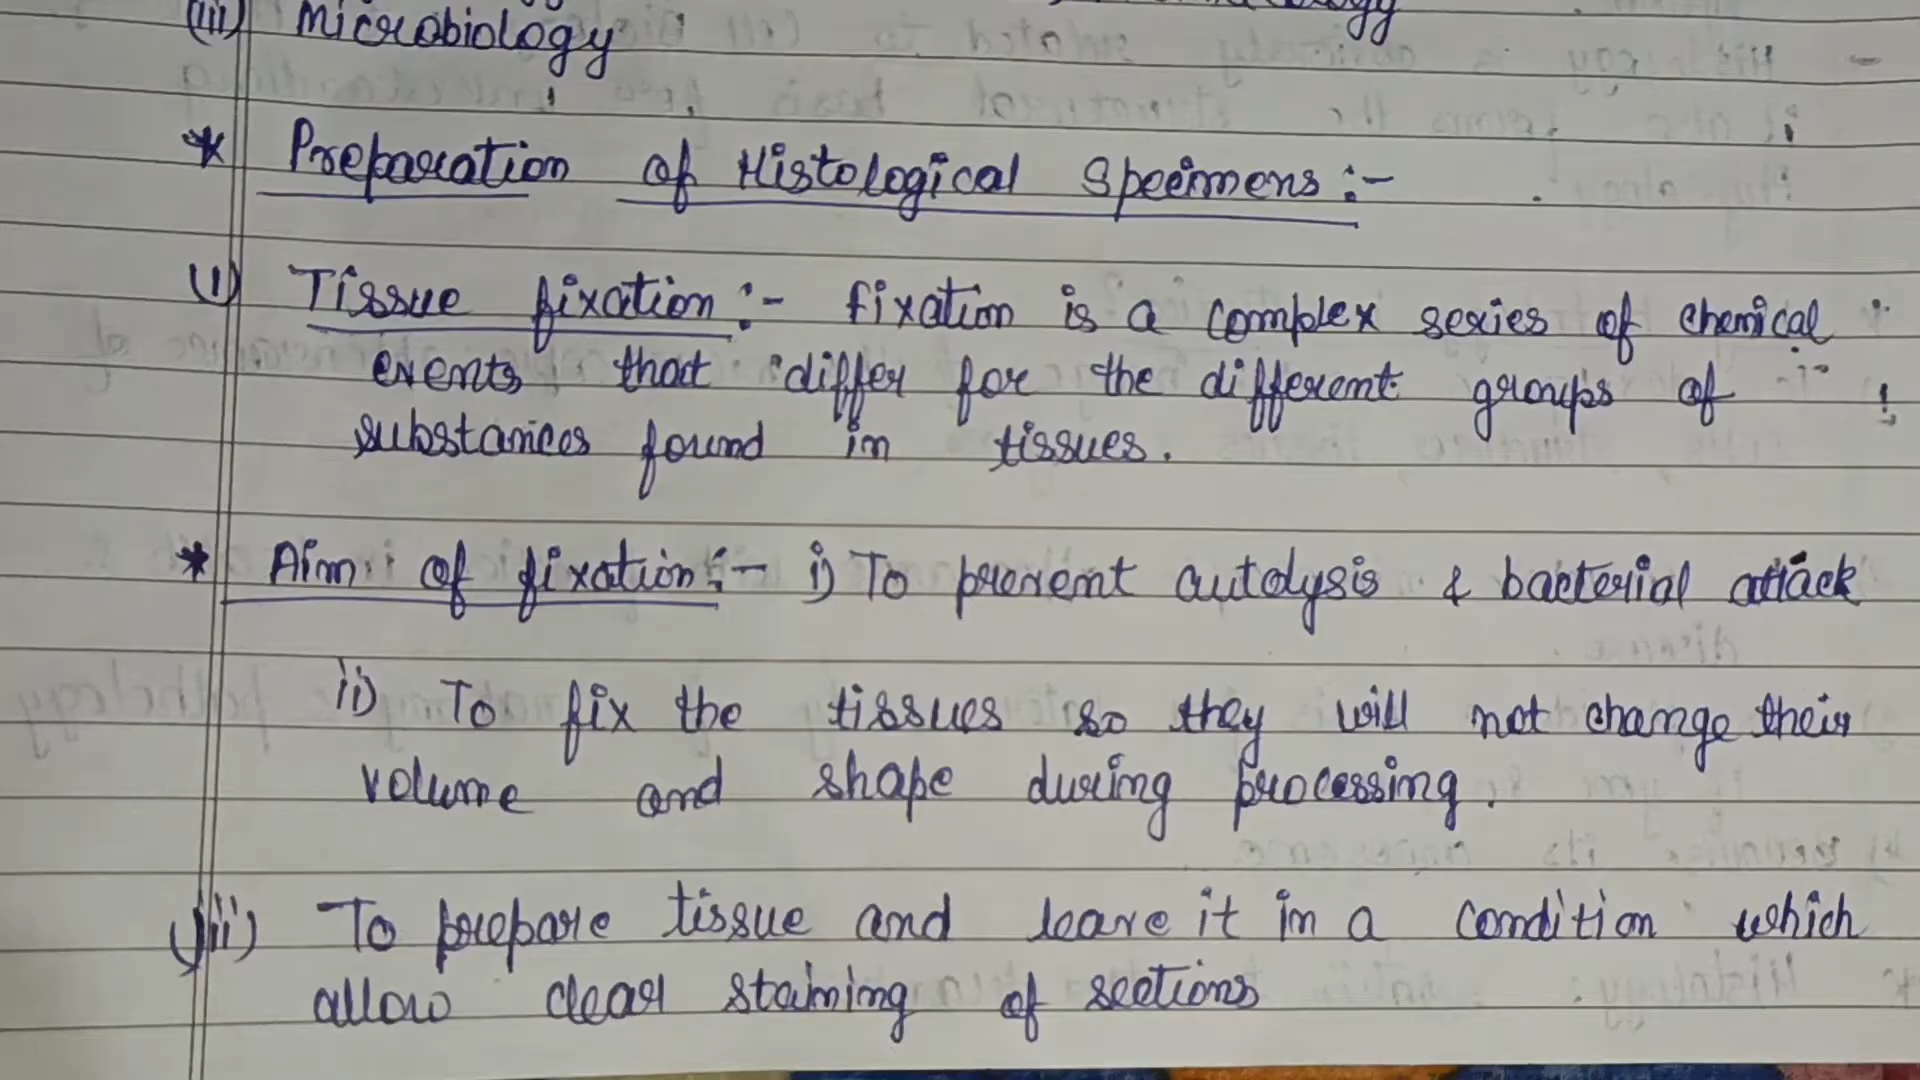 (iii) Microbiology
* Preparation of Histological Specimens :-
(1) Tissue fixation :- Fixation is a complex series of chemical
events that differ for the different groups of
substances found in tissues.
* Aim of fixation :- i) To prevent autolysis & bacterial attack
ii) To fix the tissues so they will not change their
volume and shape during processing.
iii) To prepare tissue and leave it in a condition which
allow clear staining of sections